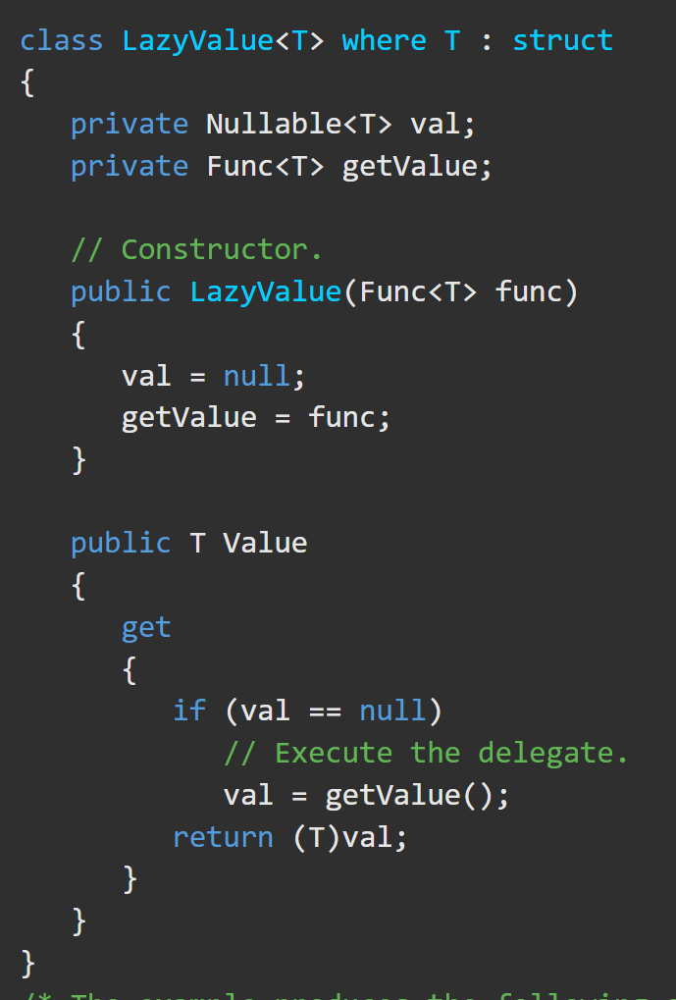 class LazyValue<T> where T : struct
{
   private Nullable<T> val;
   private Func<T> getValue;

   // Constructor.
   public LazyValue(Func<T> func)
   {
      val = null;
      getValue = func;
   }

   public T Value
   {
      get
      {
         if (val == null)
            // Execute the delegate.
            val = getValue();
         return (T)val;
      }
   }
}
/* The example produces the following